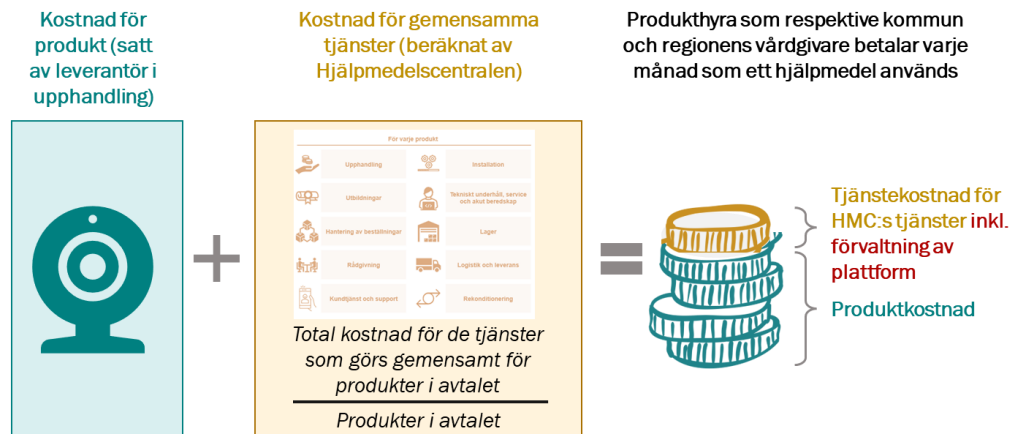 Kostnad för
produkt (satt
av leverantör i
upphandling)
Kostnad för gemensamma
tjänster (beräknat av
Hjälpmedelscentralen)
Produkthyra som respektive kommun
och regionens vårdgivare betalar varje
månad som ett hjälpmedel används
För varje produkt
Upphandling
Installation
Utbildningar
Tekniskt underhåll, service
och akut beredskap
Hantering av beställningar
Lager
Rådgivning
Logistik och leverans
Kundtjänst och support
Rekonditionering
Total kostnad för de tjänster
som görs gemensamt för
produkter i avtalet
Produkter i avtalet
Tjänstekostnad för
HMC:s tjänster inkl.
förvaltning av
plattform
Produktkostnad